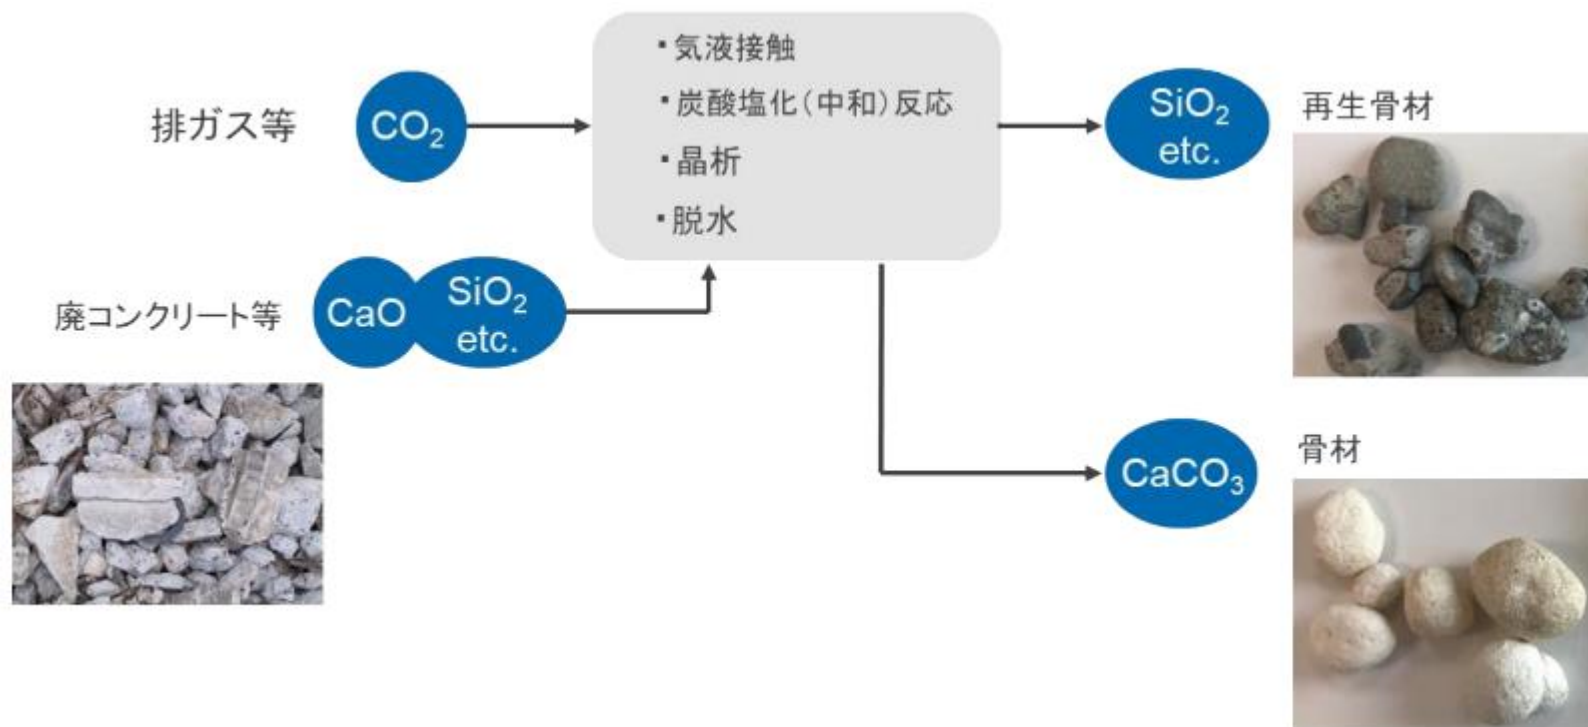 ・気液接触
・炭酸塩化（中和）反応
・晶析
・脱水
排ガス等
CO₂
SiO₂
etc.
再生骨材
廃コンクリート等
CaO
SiO₂
etc.
骨材
CaCO₃